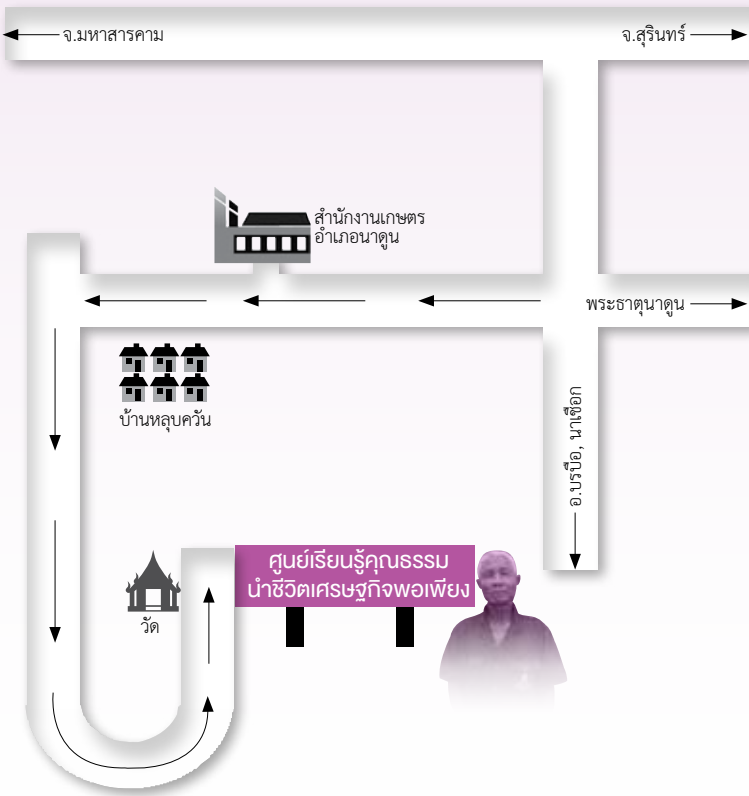 จ.มหาสารคาม
จ.สุรินทร์
สำนักงานเกษตร
อำเภอนาดูน
พระธาตุนาดูน
บ้านหลุบควัน
อ.บรบือ, นาเชือก
ศูนย์เรียนรู้คุณธรรม
นำชีวิตเศรษฐกิจพอเพียง
วัด